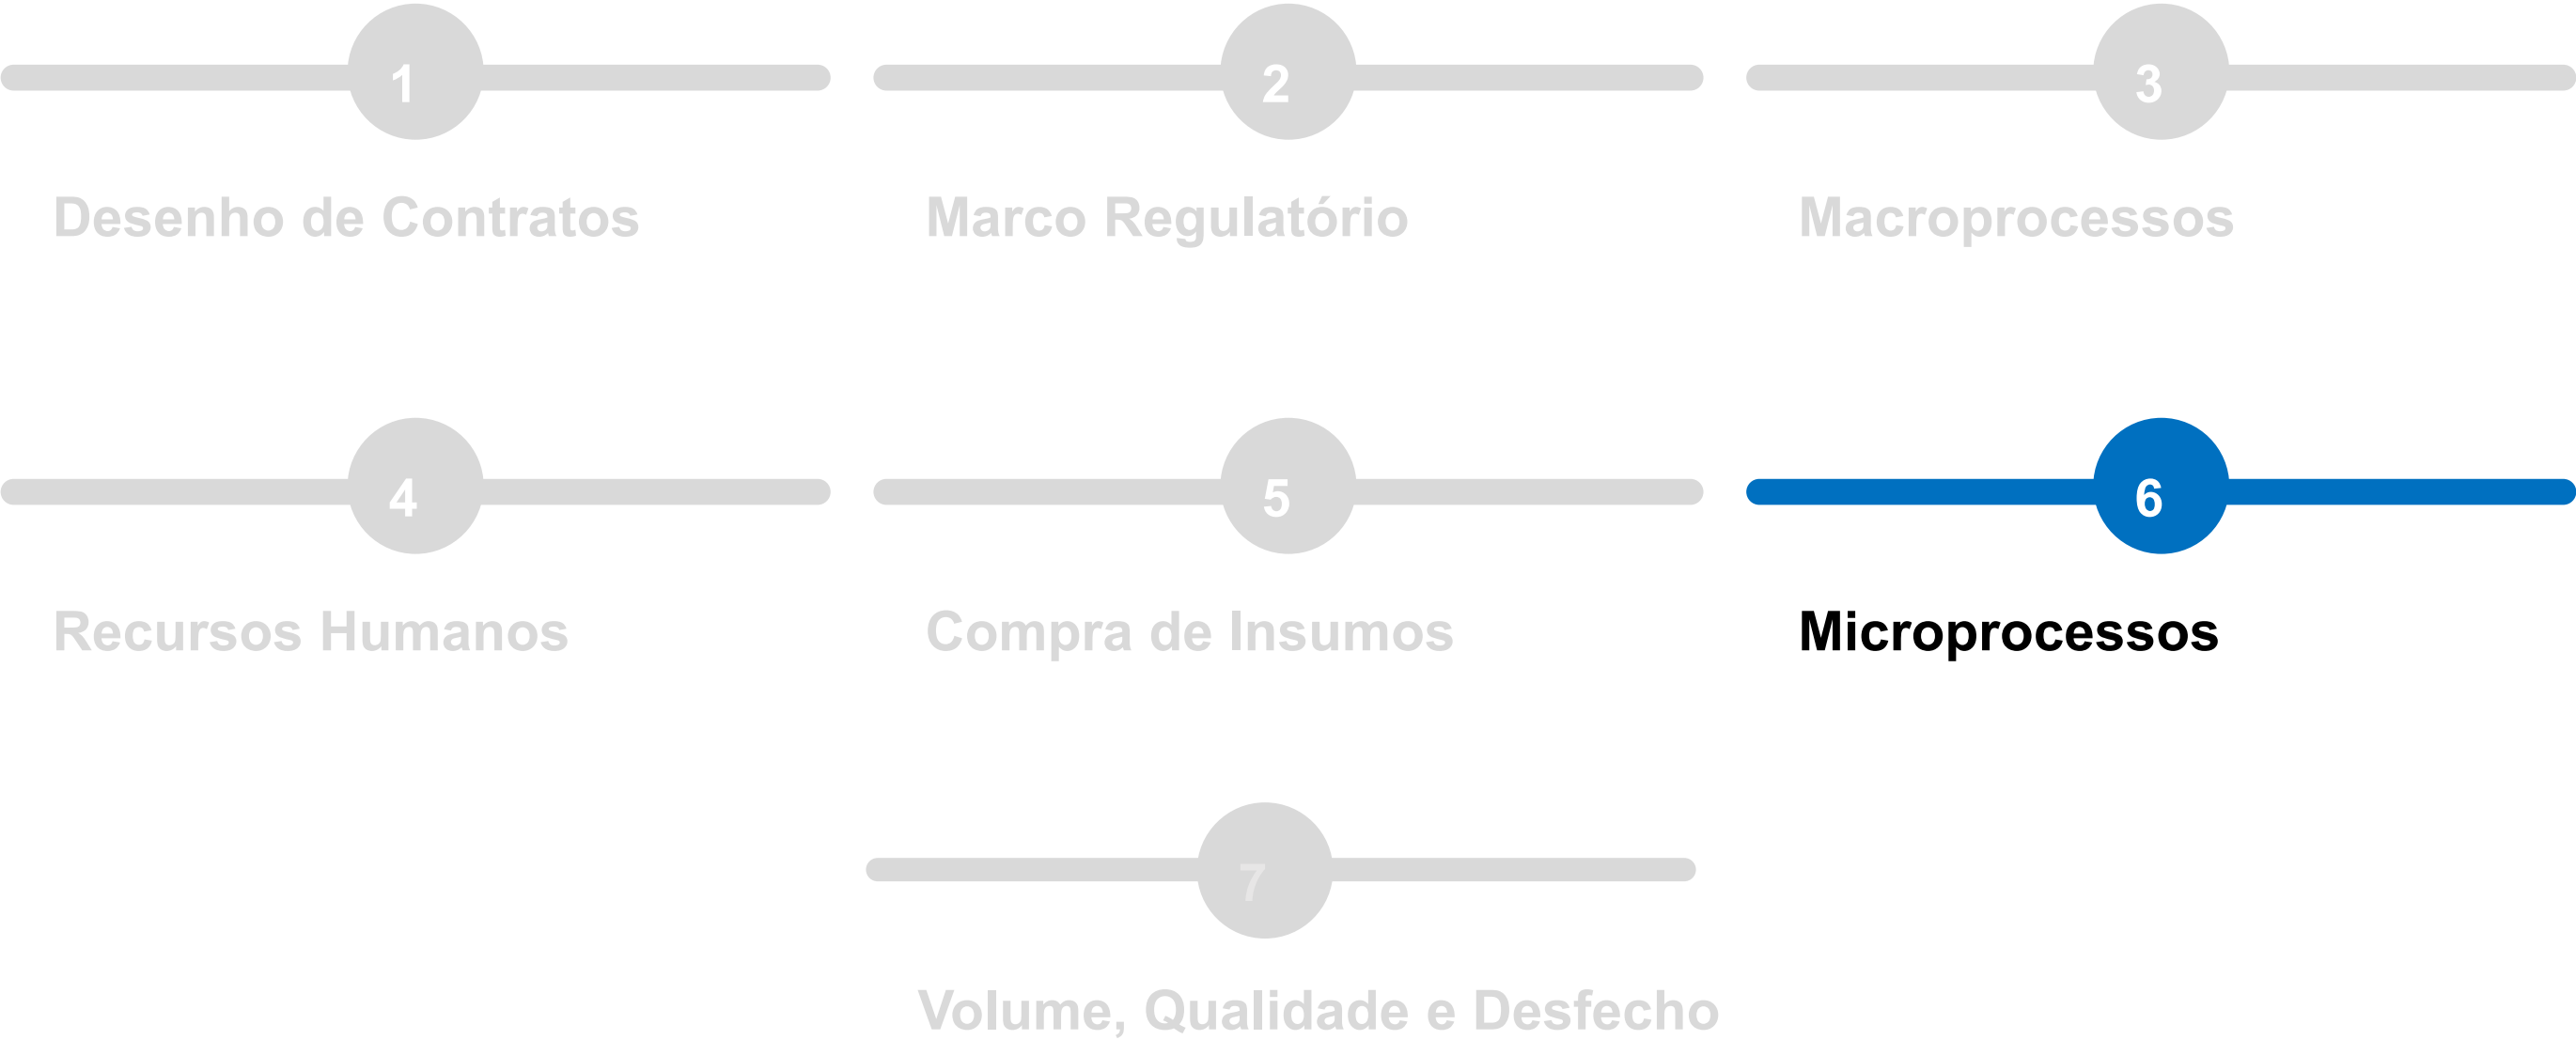 1
2
3
Desenho de Contratos
Marco Regulatório
Macroprocessos
4
5
6
Recursos Humanos
Compra de Insumos
Microprocessos
7
Volume, Qualidade e Desfecho